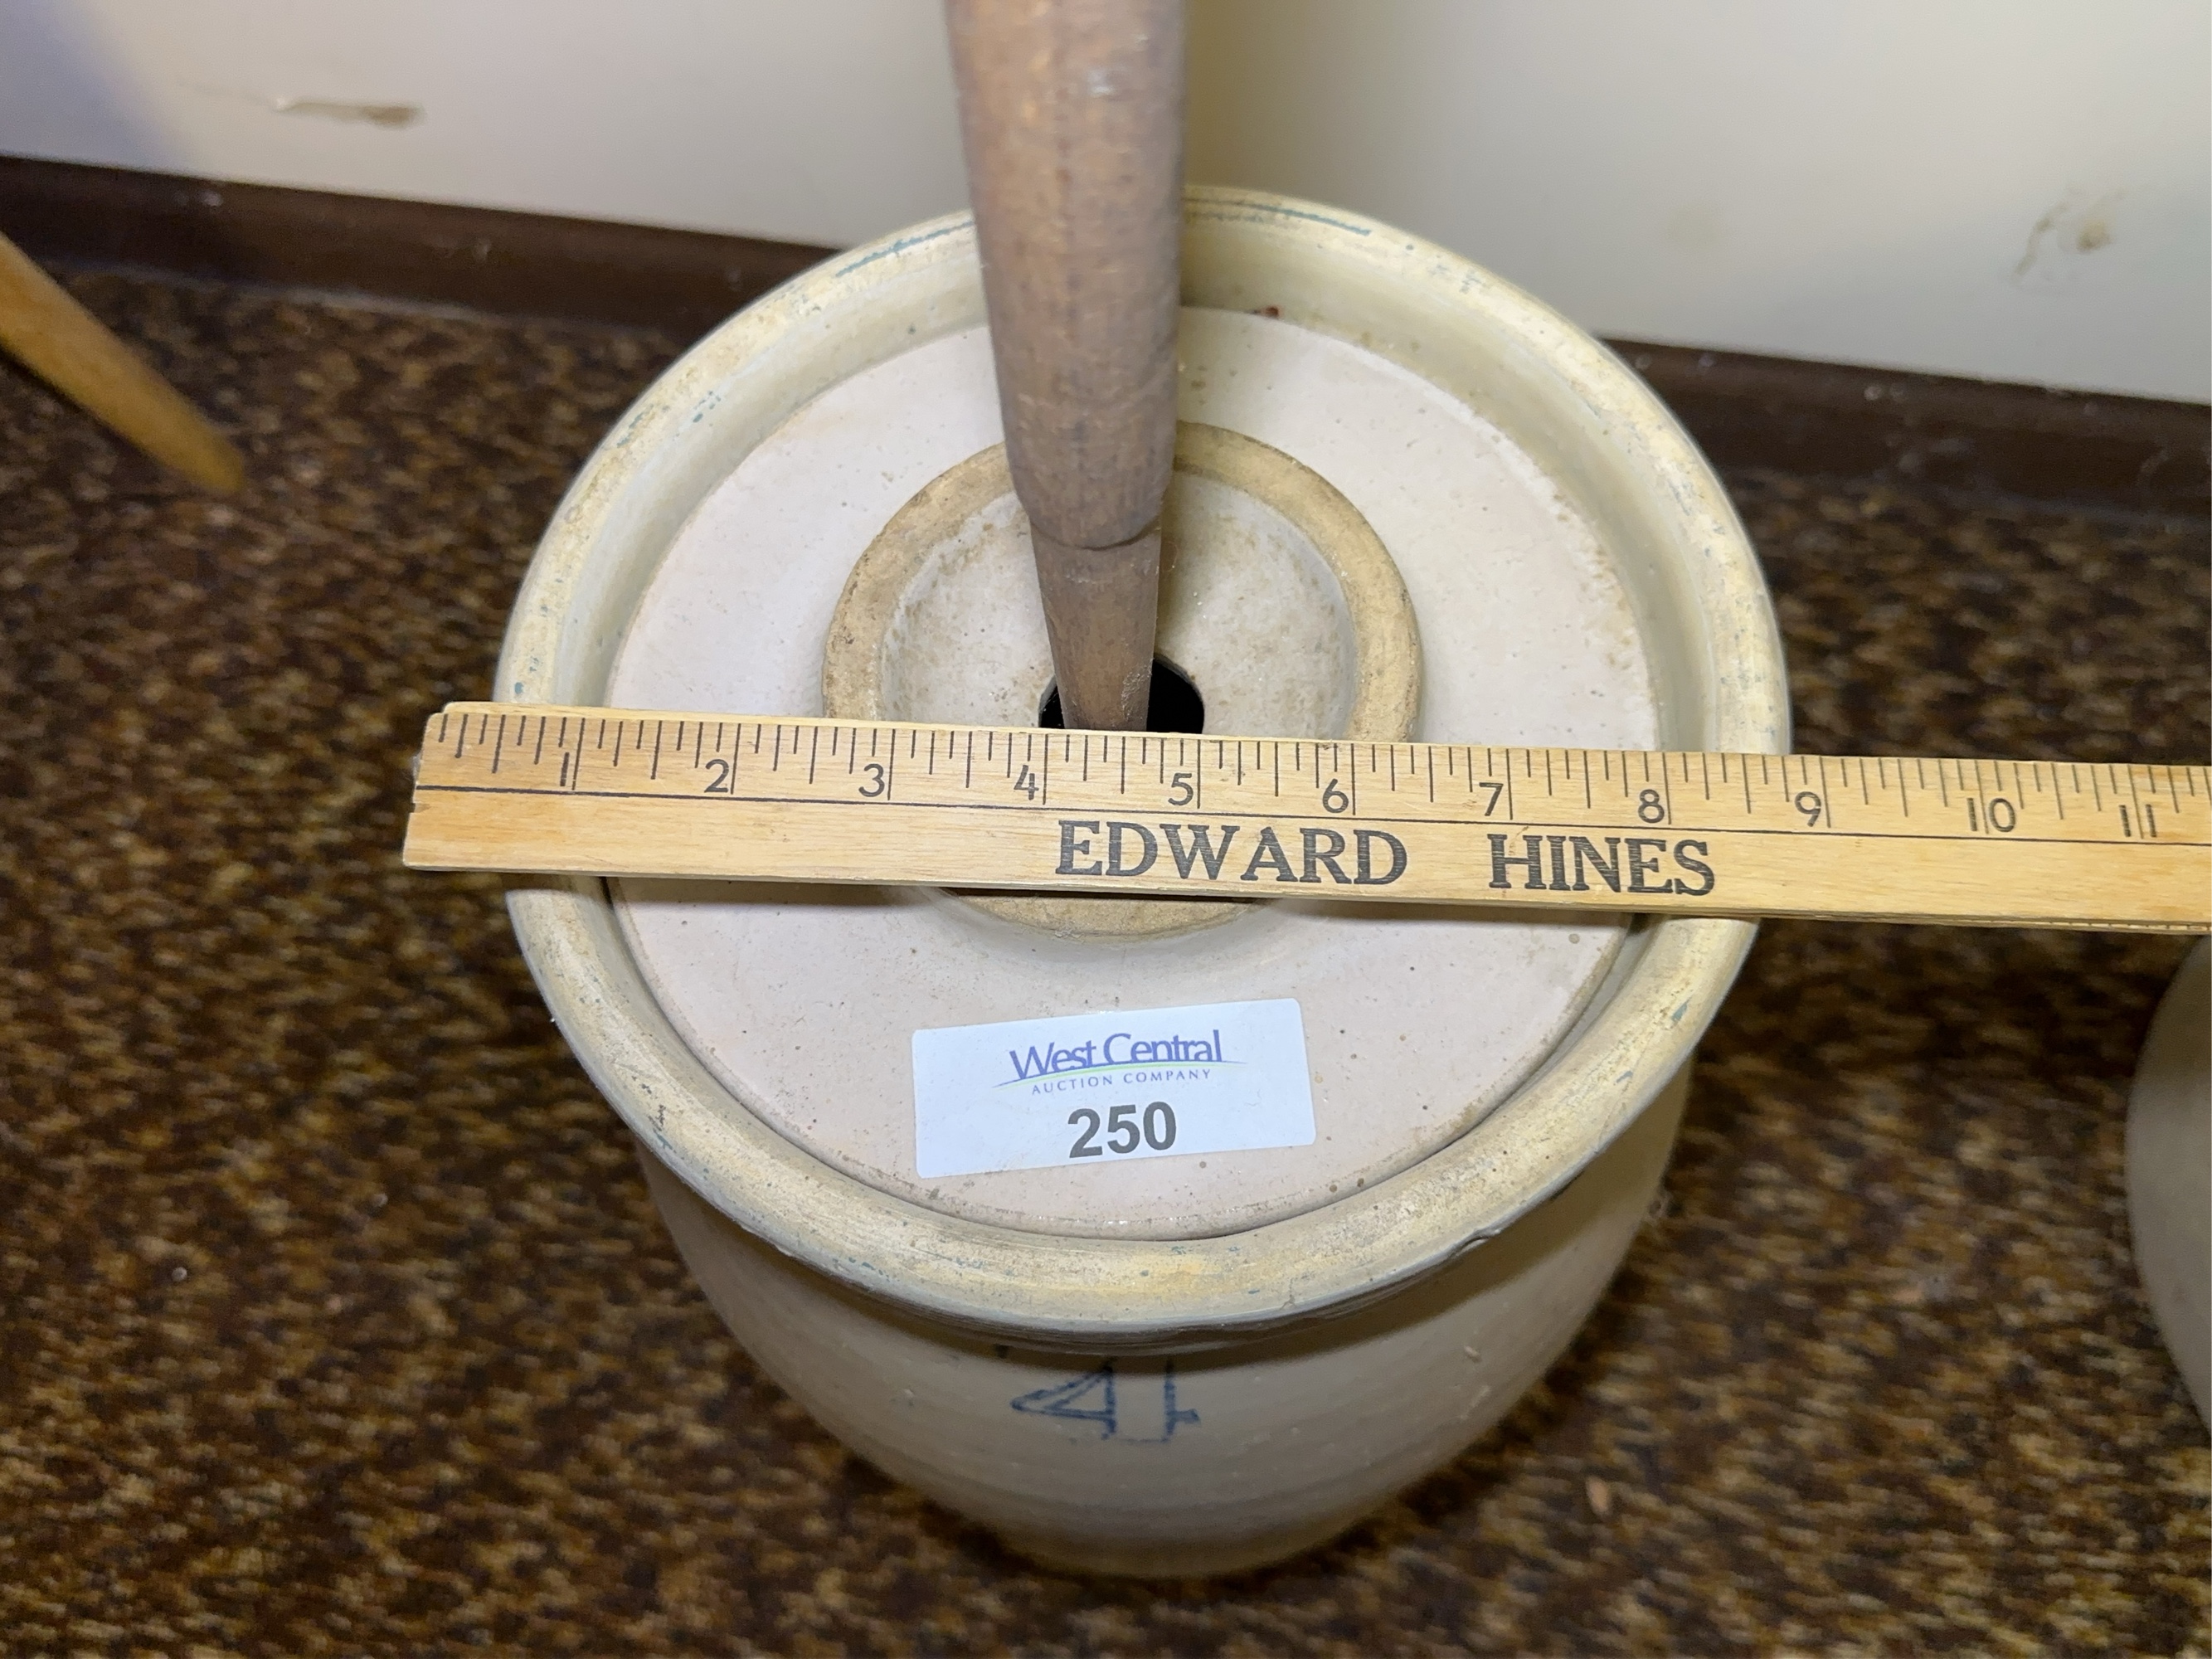 1 2 3 4 5 6 7 8 9 10 11
EDWARD HINES
West Central
AUCTION COMPANY
250
4